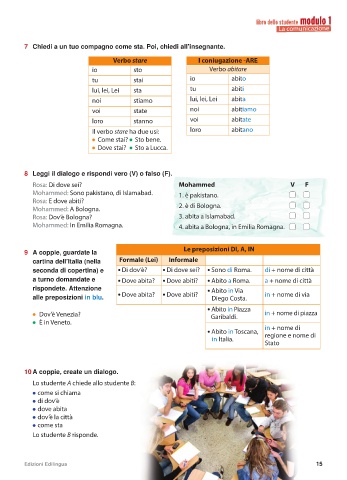 libro dello studente modulo 1
La comunicazione
7 Chiedi a un tuo compagno come sta. Poi, chiedi all'insegnante.
Verbo stare
io sto
tu stai
lui, lei, Lei sta
noi stiamo
voi state
loro stanno
Il verbo stare ha due usi:
Come stai? Sto bene.
Dove stai? Sto a Lucca.
I coniugazione -ARE
Verbo abitare
io abito
tu abiti
lui, lei, Lei abita
noi abitiamo
voi abitate
loro abitano
8 Leggi il dialogo e rispondi vero (V) o falso (F).
Rosa: Di dove sei?
Mohammed: Sono pakistano, di Islamabad.
Rosa: E dove abiti?
Mohammed: A Bologna.
Rosa: Dov'è Bologna?
Mohammed: In Emilia Romagna.
Mohammed V F
1. è pakistano.
2. è di Bologna.
3. abita a Islamabad.
4. abita a Bologna, in Emilia Romagna.
9 A coppie, guardate la
cartina dell'Italia (nella
seconda di copertina) e
a turno domandate e
rispondete. Attenzione
alle preposizioni in blu.
• Dov'è Venezia?
• È in Veneto.
Le preposizioni DI, A, IN
Formale (Lei) Informale
• Di dov'è? • Di dove sei? • Sono di Roma. di + nome di città
• Dove abita? • Dove abiti? • Abito a Roma. a + nome di città
• Dove abita? • Dove abiti? • Abito in Via
Diego Costa. in + nome di via
• Abito in Piazza
Garibaldi. in + nome di piazza
• Abito in Toscana,
in Italia. in + nome di
regione e nome di
Stato
10 A coppie, create un dialogo.
Lo studente A chiede allo studente B:
• come si chiama
• di dov'è
• dove abita
• dov'è la città
• come sta
Lo studente B risponde.
Edizioni Edilingua 15